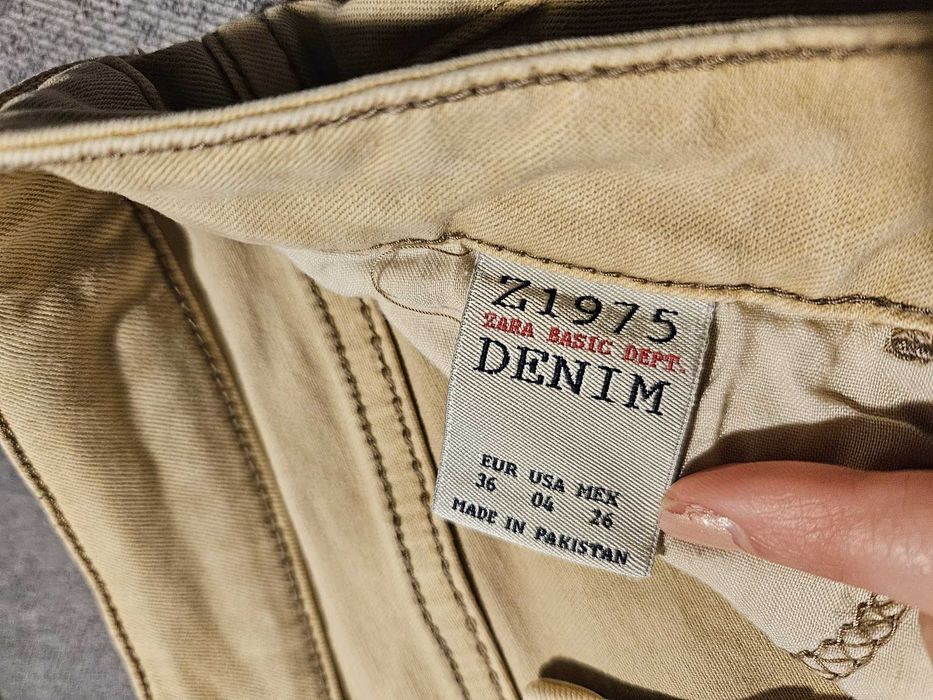 Z1975
ZARA BASIC DEPT.
DENIM
EUR USA MEX
36 04 26
MADE IN PAKISTAN